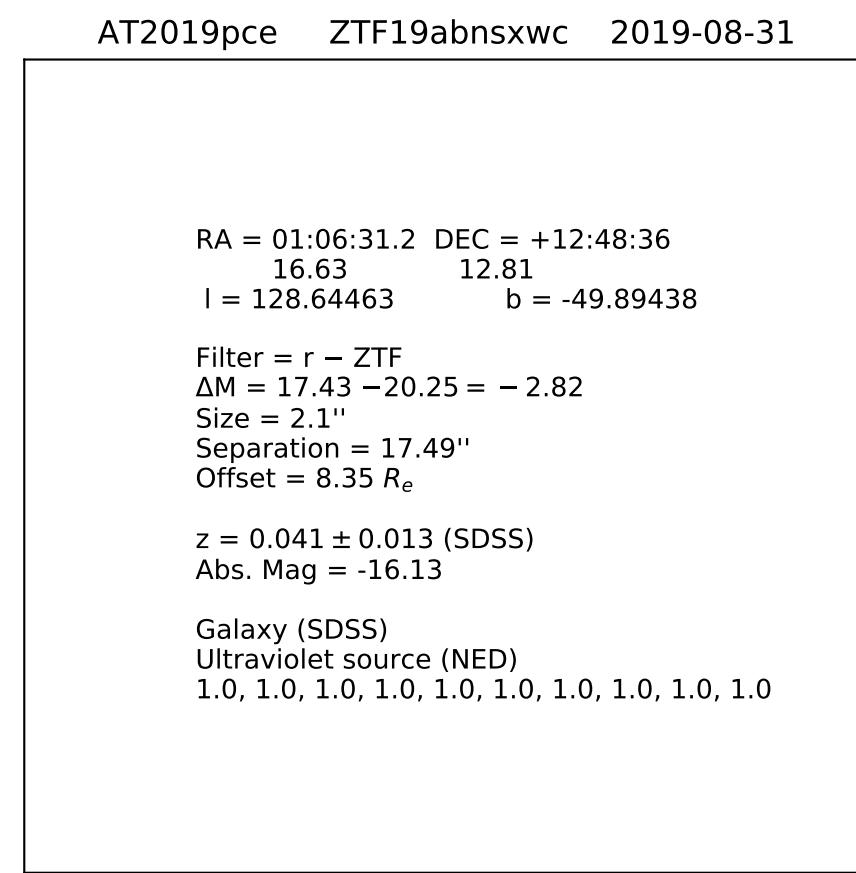 AT2019pce ZTF19abnsxwc 2019-08-31
RA = 01:06:31.2 DEC = +12:48:36
16.63 12.81
l = 128.64463 b = -49.89438
Filter = r − ZTF
ΔM = 17.43 −20.25 = − 2.82
Size = 2.1''
Separation = 17.49''
Offset = 8.35 Rₑ
z = 0.041 ± 0.013 (SDSS)
Abs. Mag = -16.13
Galaxy (SDSS)
Ultraviolet source (NED)
1.0, 1.0, 1.0, 1.0, 1.0, 1.0, 1.0, 1.0, 1.0, 1.0